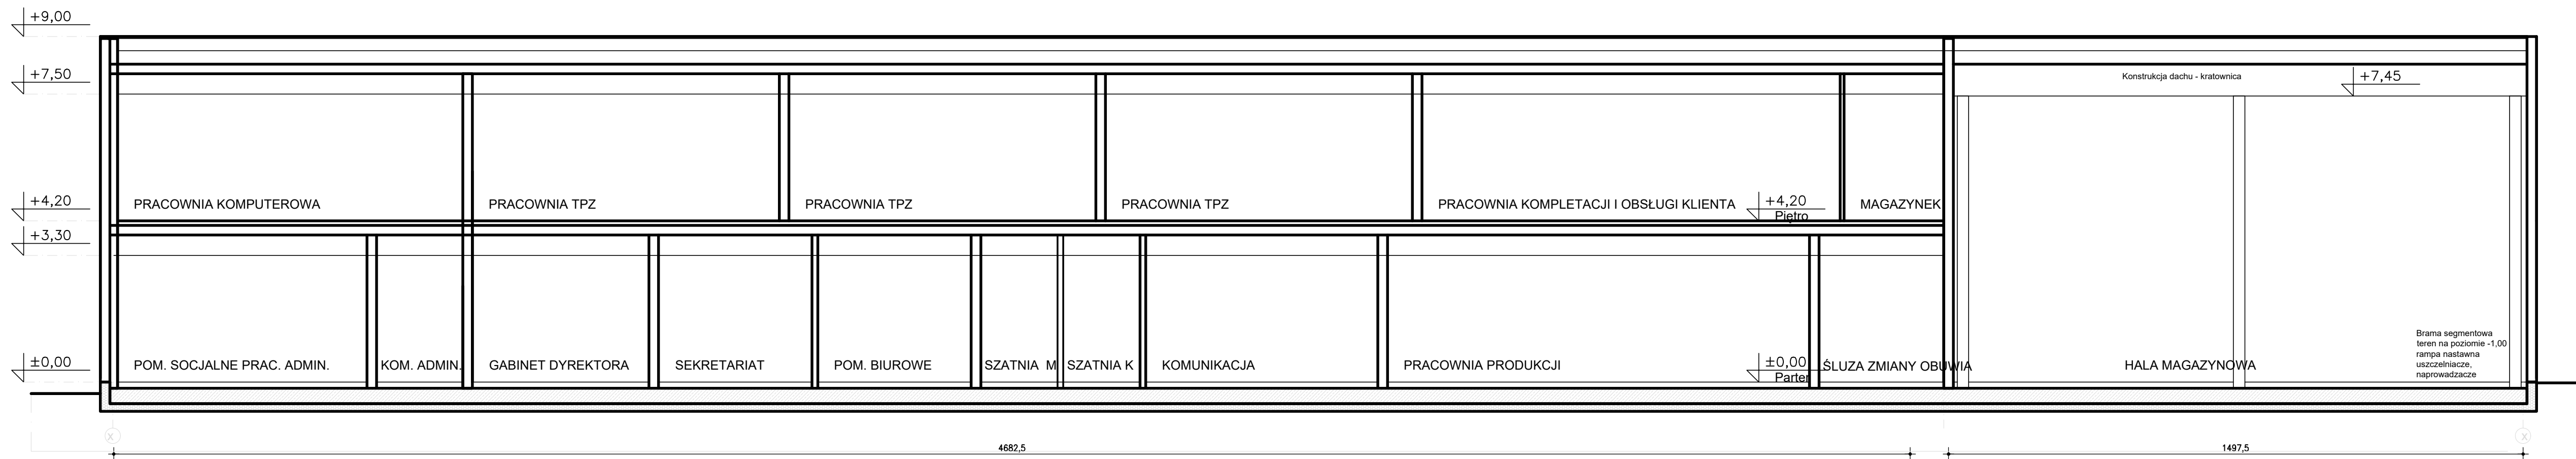 +9,00
+7,50
Konstrukcja dachu - kratownica
+7,45
+4,20
PRACOWNIA KOMPUTEROWA
PRACOWNIA TPZ
PRACOWNIA TPZ
PRACOWNIA TPZ
PRACOWNIA KOMPLETACJI I OBSŁUGI KLIENTA
+4,20
Piętro
MAGAZYNEK
+3,30
±0,00
POM. SOCJALNE PRAC. ADMIN.
KOM. ADMIN.
GABINET DYREKTORA
SEKRETARIAT
POM. BIUROWE
SZATNIA M
SZATNIA K
KOMUNIKACJA
PRACOWNIA PRODUKCJI
±0,00
Parter
ŚLUZA ZMIANY OBUWIA
HALA MAGAZYNOWA
Brama segmentowa
teren na poziomie -1,00
rampa nastawna
uszczelniacze,
naprowadzacze
X
X
4682,5
1497,5